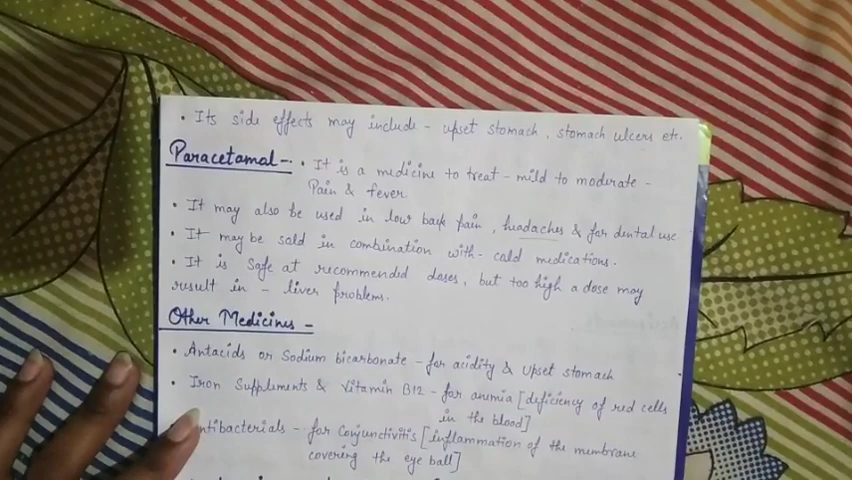 • Its side effects may include - upset stomach, stomach ulcers etc.
Paracetamol - • It is a medicine to treat - mild to moderate -
Pain & fever
• It may also be used in low back pain, headaches & for dental use
• It may be sold in combination with - cold medications.
• It is safe at recommended doses, but too high a dose may
result in - liver problems.
Other Medicines -
• Antacids or Sodium bicarbonate - for acidity & upset stomach
• Iron Supplements & Vitamin B12 - for anemia [deficiency of red cells
in the blood]
ntibacterials - for Conjunctivitis [inflammation of the membrane
covering the eye ball]